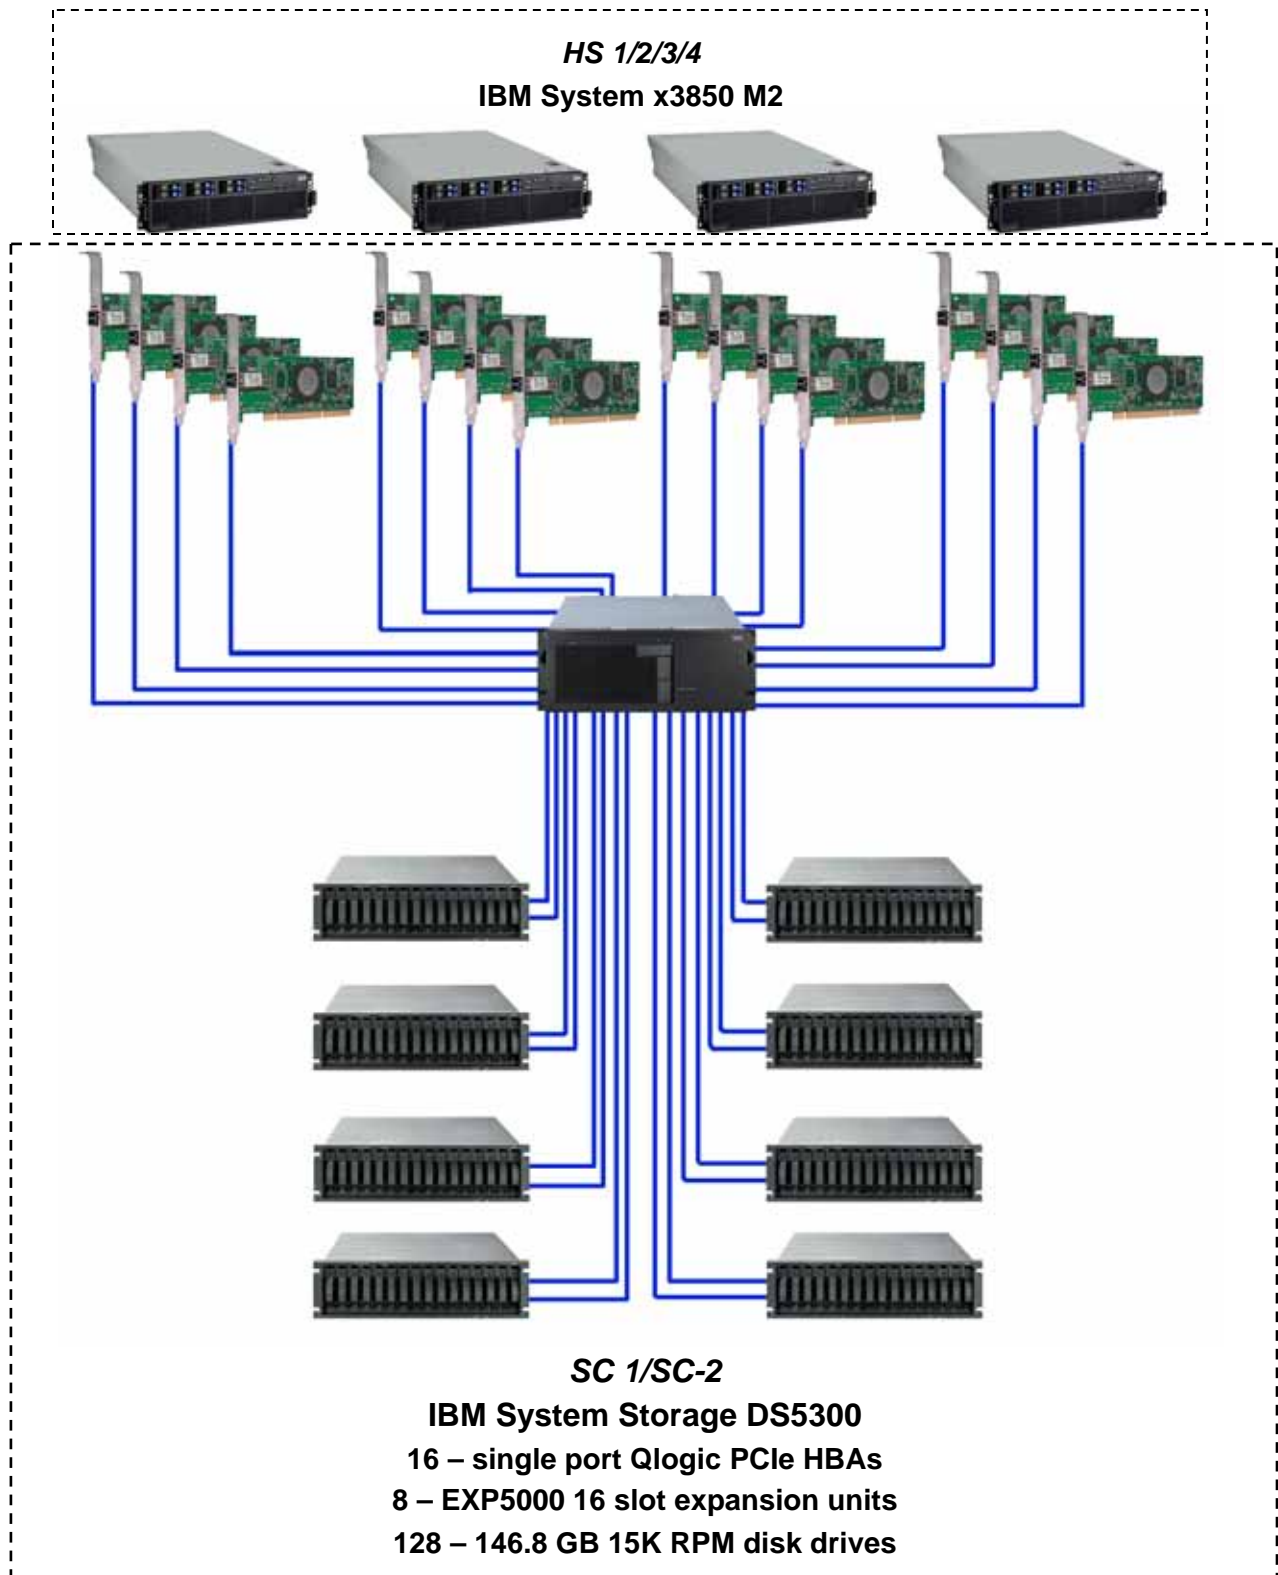 HS 1/2/3/4
IBM System x3850 M2
SC 1/SC-2
IBM System Storage DS5300
16 – single port Qlogic PCIe HBAs
8 – EXP5000 16 slot expansion units
128 – 146.8 GB 15K RPM disk drives